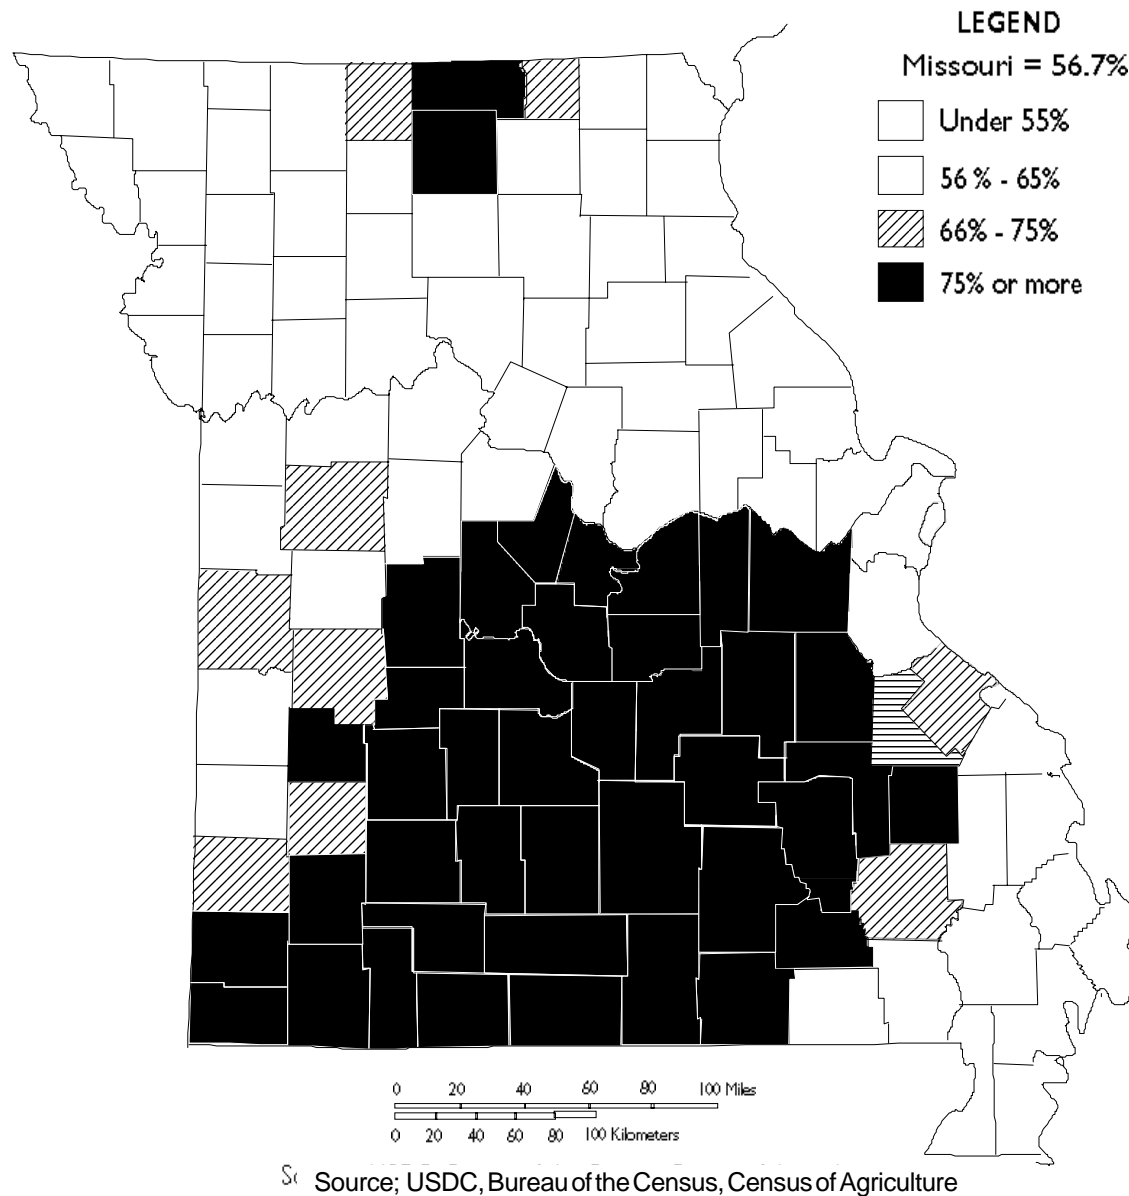 LEGEND
Missouri = 56.7%
Under 55%
56 % - 65%
66% - 75%
75% or more
0 20 40 60 80 100 Miles
0 20 40 60 80 100 Kilometers
Source; USDC, Bureau of the Census, Census of Agriculture